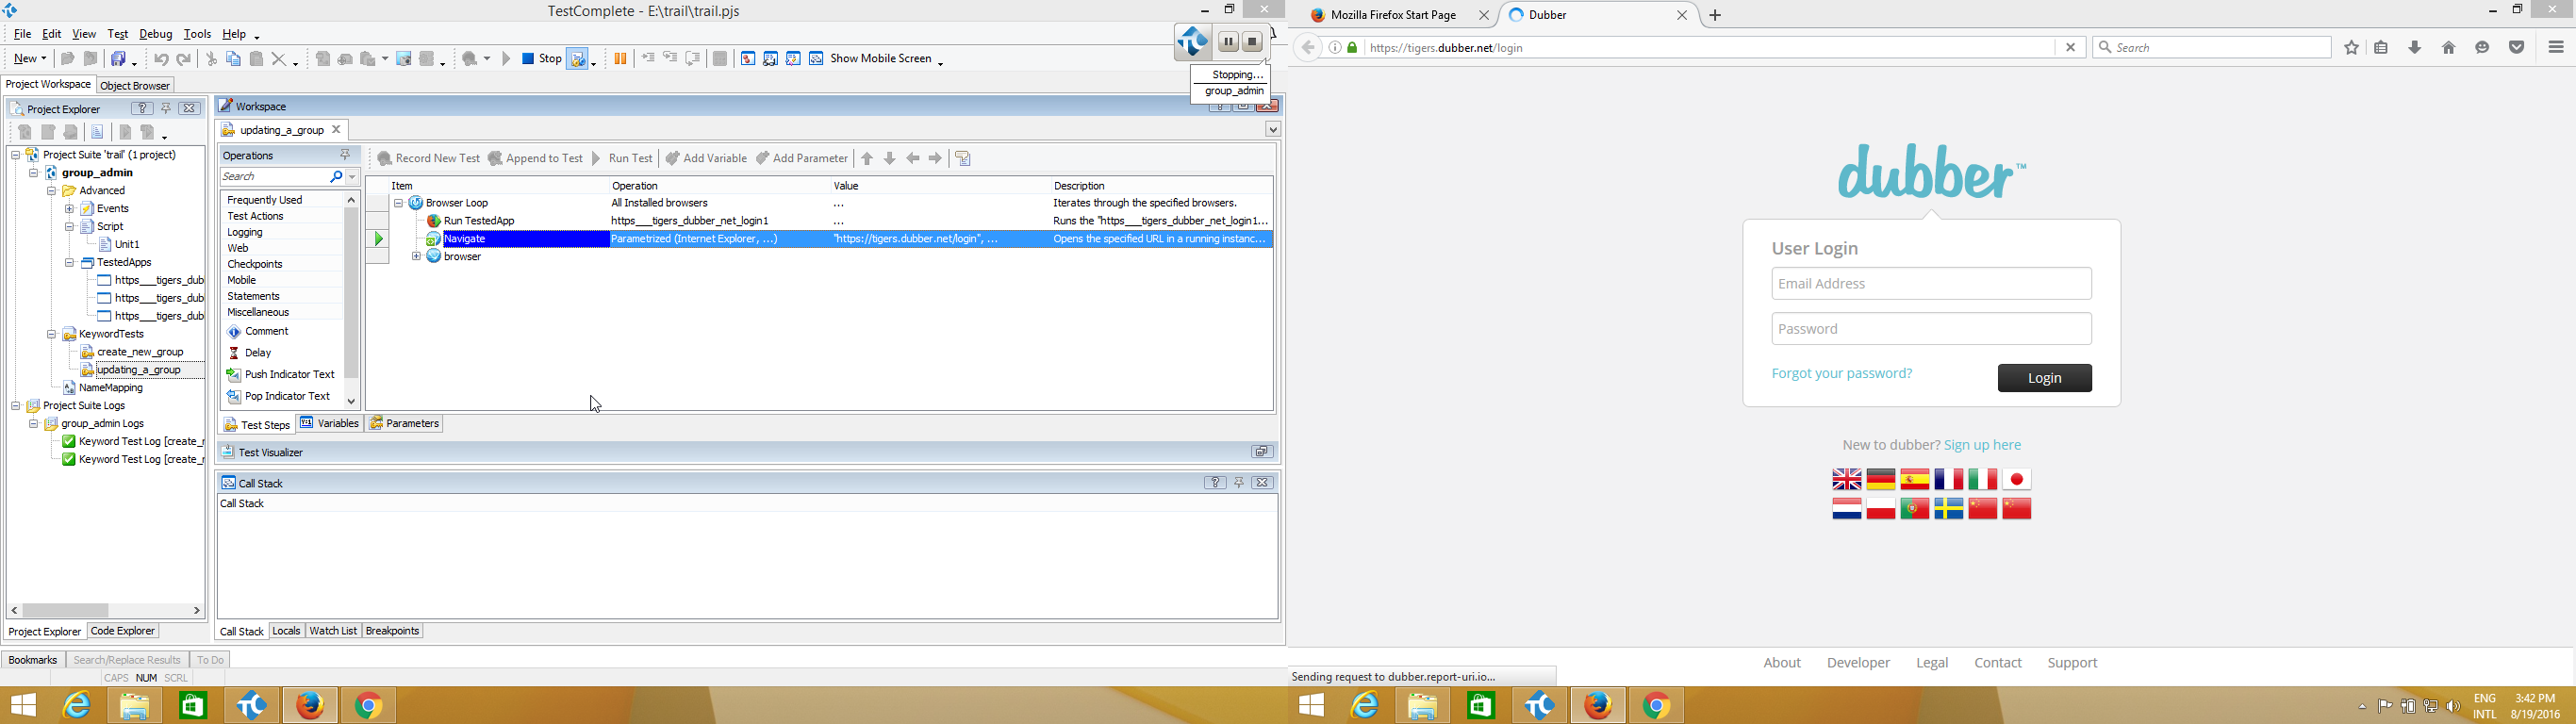 TestComplete - E:\trail\trail.pjs
File Edit View Test Debug Tools Help
New Stop Show Mobile Screen
Stopping...
group_admin
Project Workspace Object Browser
Project Explorer
Project Suite 'trail' (1 project)
group_admin
Advanced
Events
Script
Unit1
TestedApps
https___tigers_dub
https___tigers_dub
https___tigers_dub
KeywordTests
create_new_group
updating_a_group
NameMapping
Project Suite Logs
group_admin Logs
Keyword Test Log [create_r
Keyword Test Log [create_r
Project Explorer Code Explorer
Workspace
updating_a_group
Operations
Search
Frequently Used
Test Actions
Logging
Web
Checkpoints
Mobile
Statements
Miscellaneous
Comment
Delay
Push Indicator Text
Pop Indicator Text
Record New Test Append to Test Run Test Add Variable Add Parameter
Item Operation Value Description
Browser Loop All Installed browsers ... Iterates through the specified browsers.
Run TestedApp https___tigers_dubber_net_login1 ... Runs the "https___tigers_dubber_net_login1...
Navigate Parametrized (Internet Explorer, ...) "https://tigers.dubber.net/login", ... Opens the specified URL in a running instanc...
browser
Test Steps Variables Parameters
Test Visualizer
Call Stack
Call Stack
Call Stack Locals Watch List Breakpoints
Bookmarks Search/Replace Results To Do
CAPS NUM SCRL
Mozilla Firefox Start Page Dubber
https://tigers.dubber.net/login Search
dubber™
User Login
Email Address
Password
Forgot your password? Login
New to dubber? Sign up here
About Developer Legal Contact Support
Sending request to dubber.report-uri.io...
ENG 3:42 PM
INTL 8/19/2016